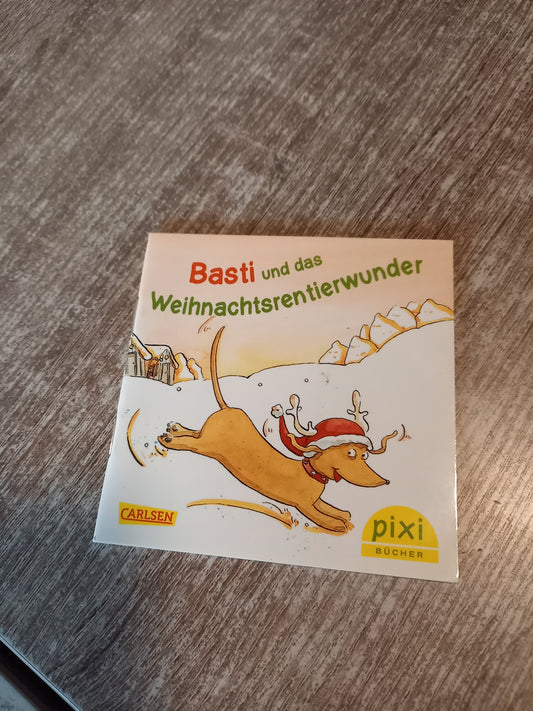 Basti und das
Weihnachtsrentierwunder
CARLSEN
pixi
BÜCHER